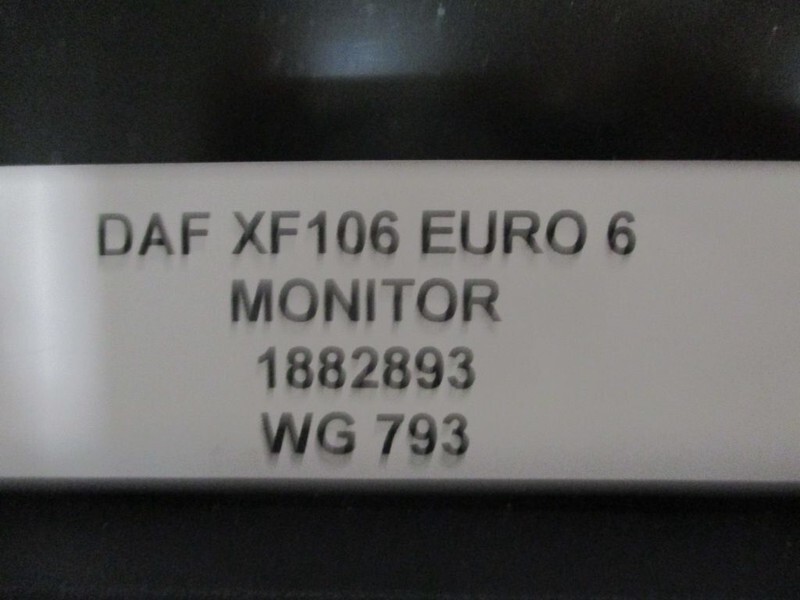 DAF XF106 EURO 6
MONITOR
1882893
WG 793